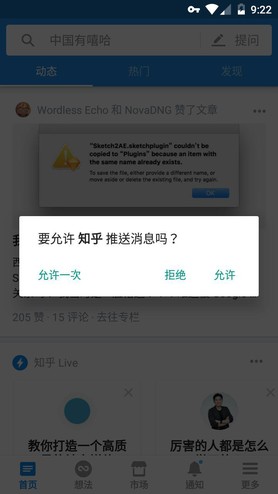 9:22
中国有嘻哈
提问
动态
热门
发现
Wordless Echo 和 NovaDNG 赞了文章
"Sketch2AE.sketchplugin" couldn't be
copied to "Plugins" because an item with
the same name already exists.
To save the file, either provide a different name, or
move aside or delete the existing file, and try again.
OK
要允许 知乎 推送消息吗？
允许一次
拒绝
允许
205 赞 · 15 评论 · 去往专栏
知乎 Live
教你打造一个高质
厉害的人都是怎么
首页
想法
市场
通知
更多